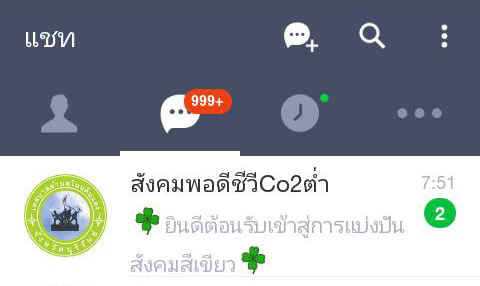 แชท
999+
สังคมพอดีชีวีCo2ต่ำ
7:51
ยินดีต้อนรับเข้าสู่การแบ่งปัน
2
สังคมสีเขียว